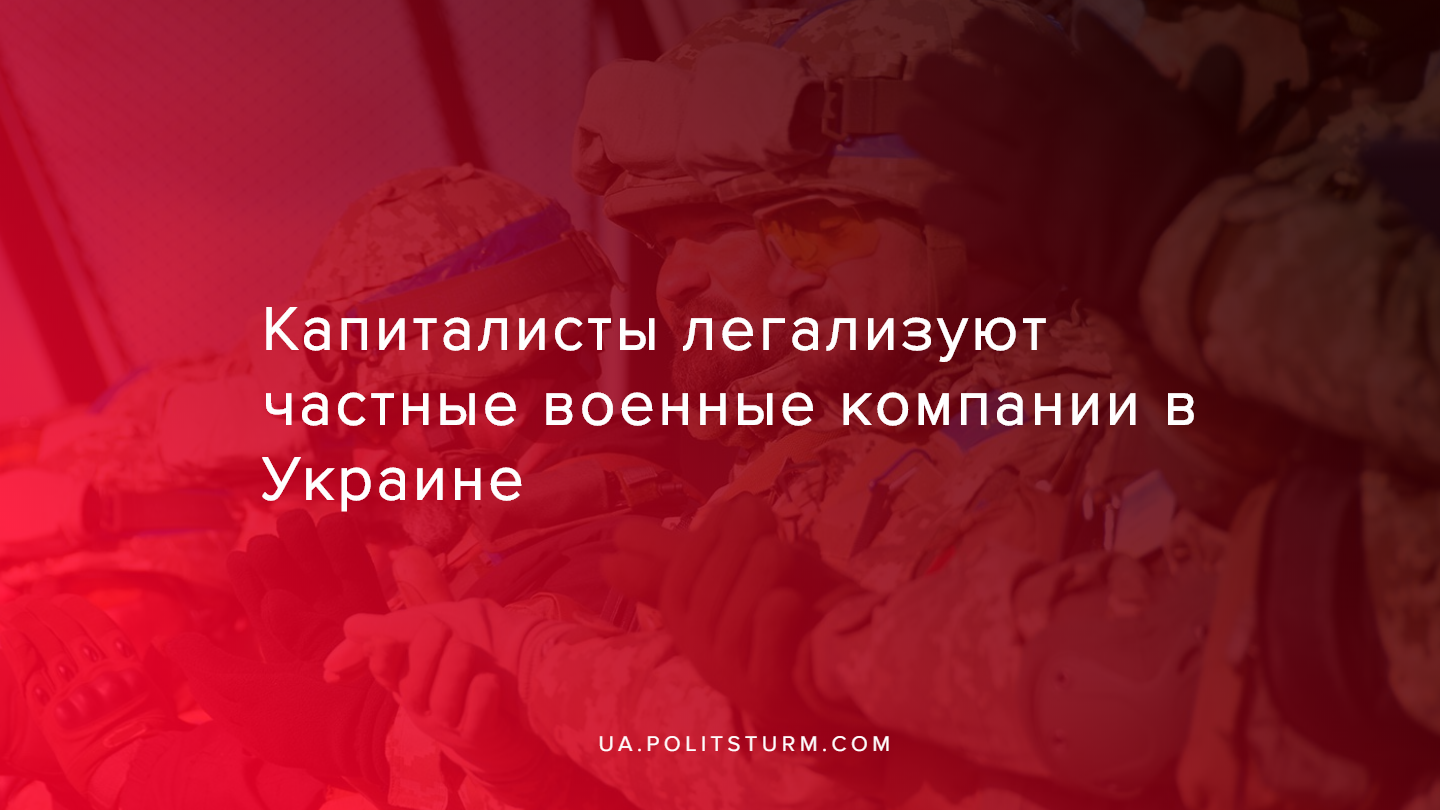 Капиталисты легализуют
частные военные компании в
Украине
UA.POLITSTURM.COM